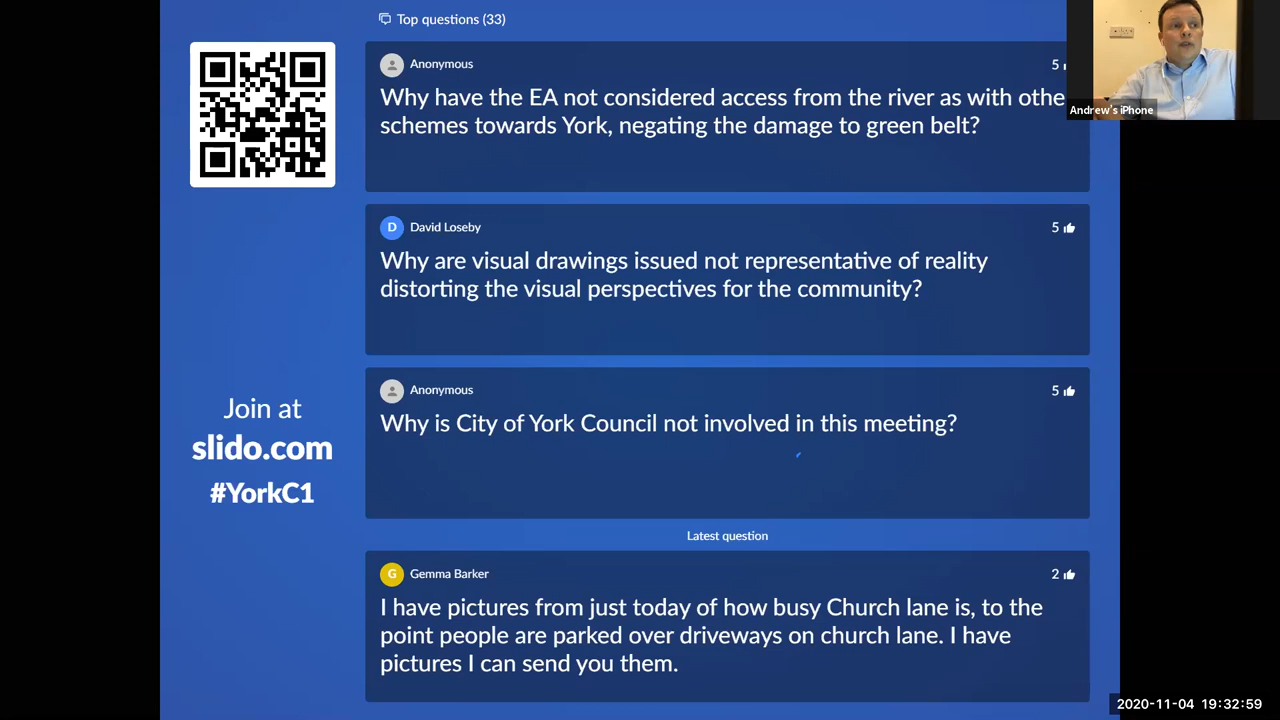 Top questions (33)
Anonymous
5
Why have the EA not considered access from the river as with othe
schemes towards York, negating the damage to green belt?
Andrew's iPhone
D
David Loseby
5
Why are visual drawings issued not representative of reality
distorting the visual perspectives for the community?
Anonymous
5
Why is City of York Council not involved in this meeting?
Join at
slido.com
#YorkC1
Latest question
G
Gemma Barker
2
I have pictures from just today of how busy Church lane is, to the
point people are parked over driveways on church lane. I have
pictures I can send you them.
2020-11-04 19:32:59